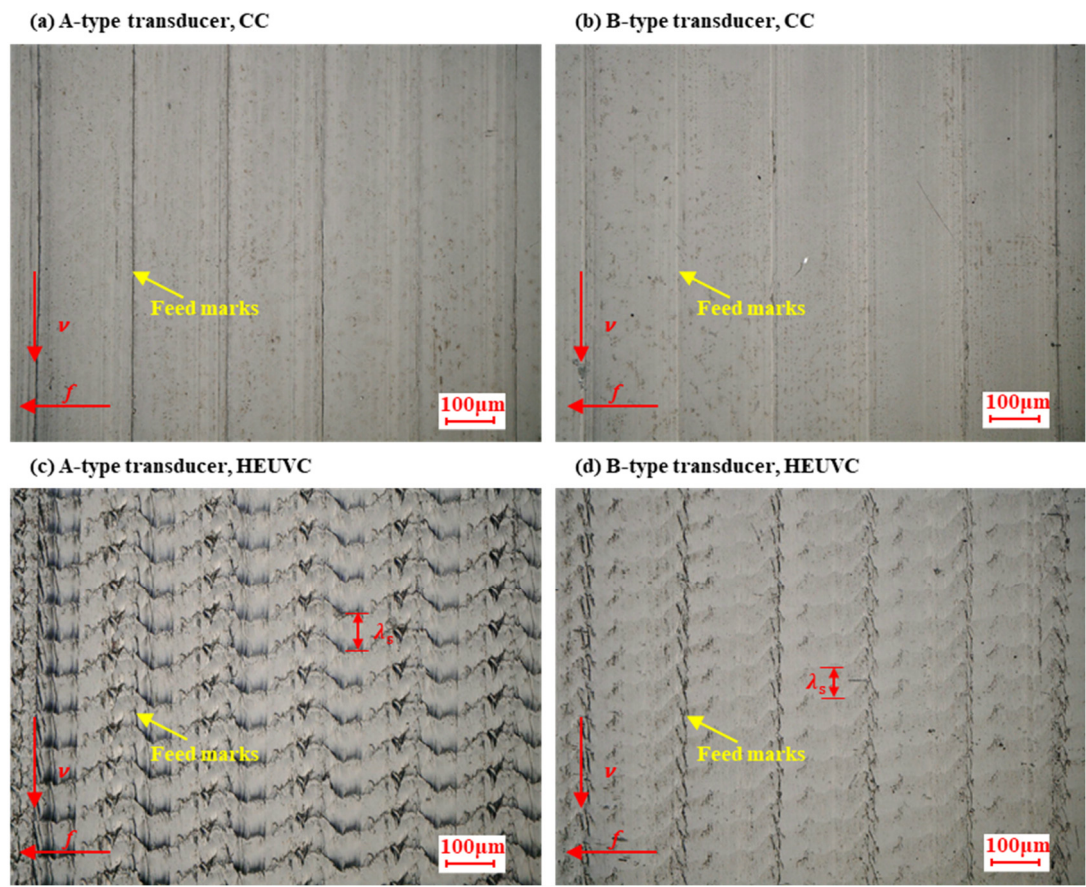 (a) A-type transducer, CC
(b) B-type transducer, CC
Feed marks
v
f
100μm
Feed marks
v
f
100μm
(c) A-type transducer, HEUVC
(d) B-type transducer, HEUVC
λs
Feed marks
v
f
100μm
λs
Feed marks
v
f
100μm